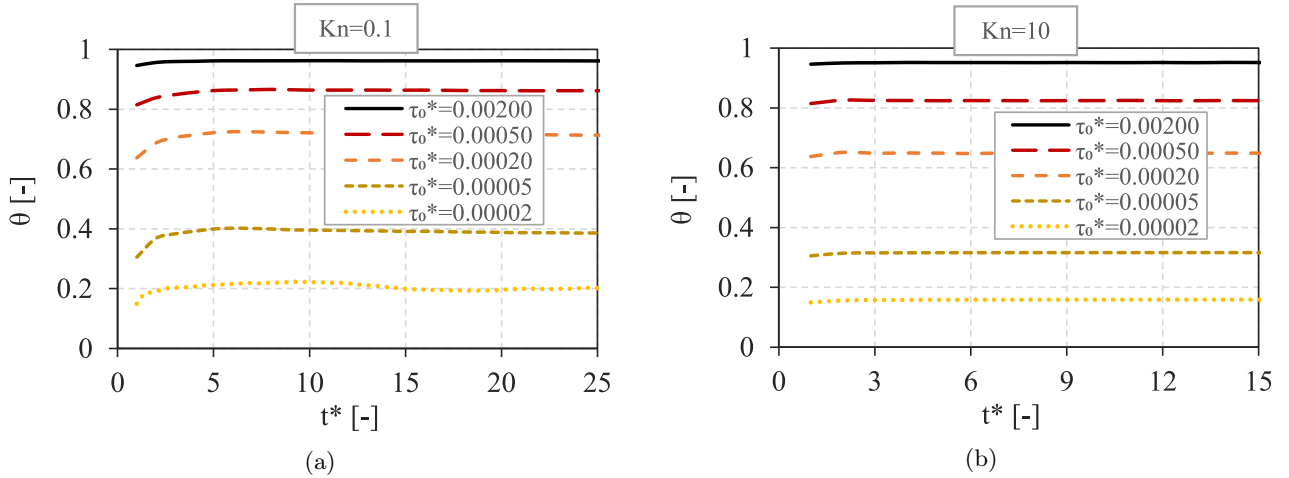 Kn=0.1
1
0.8
0.6
0.4
0.2
0
θ [-]
τ₀*=0.00200
τ₀*=0.00050
τ₀*=0.00020
τ₀*=0.00005
τ₀*=0.00002
0 5 10 15 20 25
t* [-]
(a)
Kn=10
1
0.8
0.6
0.4
0.2
0
θ [-]
τ₀*=0.00200
τ₀*=0.00050
τ₀*=0.00020
τ₀*=0.00005
τ₀*=0.00002
0 3 6 9 12 15
t* [-]
(b)